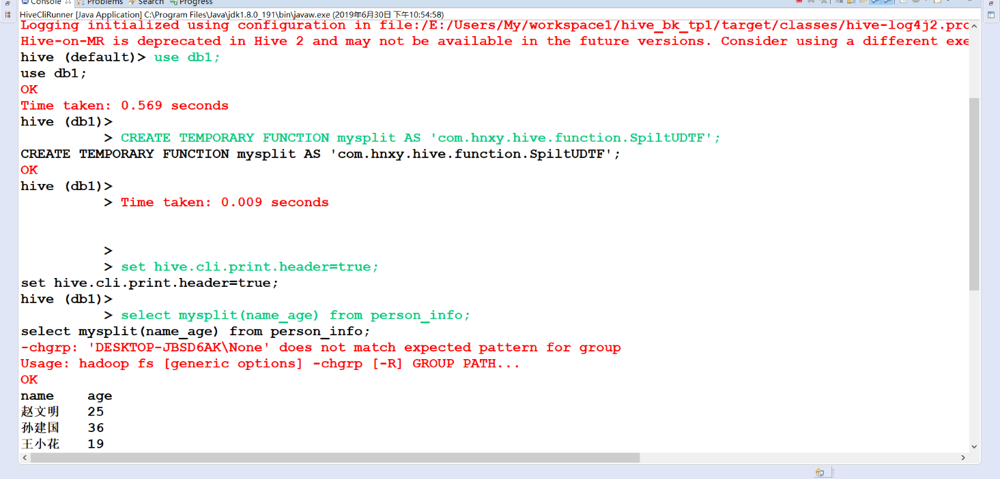 Console Problems Search Progress
HiveCliRunner [Java Application] C:\Program Files\Java\jdk1.8.0_191\bin\javaw.exe (2019年6月30日 下午10:54:58)
Logging initialized using configuration in file:/E:/Users/My/workspace1/hive_bk_tp1/target/classes/hive-log4j2.pro
Hive-on-MR is deprecated in Hive 2 and may not be available in the future versions. Consider using a different exe
hive (default)> use db1;
use db1;
OK
Time taken: 0.569 seconds
hive (db1)>
> CREATE TEMPORARY FUNCTION mysplit AS 'com.hnxy.hive.function.SpiltUDTF';
CREATE TEMPORARY FUNCTION mysplit AS 'com.hnxy.hive.function.SpiltUDTF';
OK
hive (db1)>
> Time taken: 0.009 seconds
>
> set hive.cli.print.header=true;
set hive.cli.print.header=true;
hive (db1)>
> select mysplit(name_age) from person_info;
select mysplit(name_age) from person_info;
-chgrp: 'DESKTOP-JBSD6AK\None' does not match expected pattern for group
Usage: hadoop fs [generic options] -chgrp [-R] GROUP PATH...
OK
name age
赵文明 25
孙建国 36
王小花 19